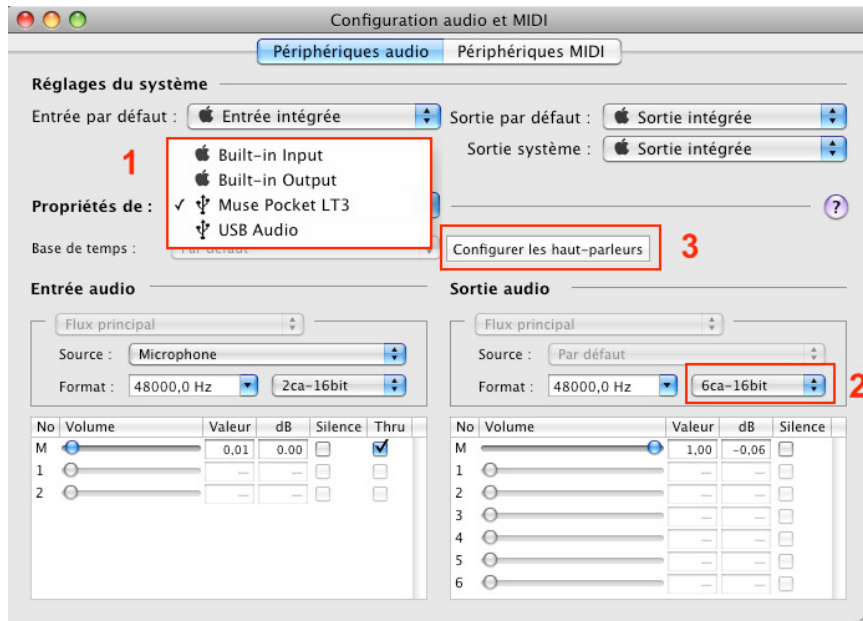 Configuration audio et MIDI
Périphériques audio Périphériques MIDI
Réglages du système
Entrée par défaut : Entrée intégrée Sortie par défaut : Sortie intégrée
Sortie système : Sortie intégrée
1
Built-in Input
Built-in Output
Propriétés de : ✓ Muse Pocket LT3 ?
USB Audio
Base de temps : Par défaut Configurer les haut-parleurs 3
Entrée audio Sortie audio
Flux principal Flux principal
Source : Microphone Source : Par défaut
Format : 48000,0 Hz 2ca-16bit Format : 48000,0 Hz 6ca-16bit 2
No Volume Valeur dB Silence Thru No Volume Valeur dB Silence
M 0,01 0.00 M 1,00 -0,06
1 — — 1 — —
2 — — 2 — —
3 — —
4 — —
5 — —
6 — —